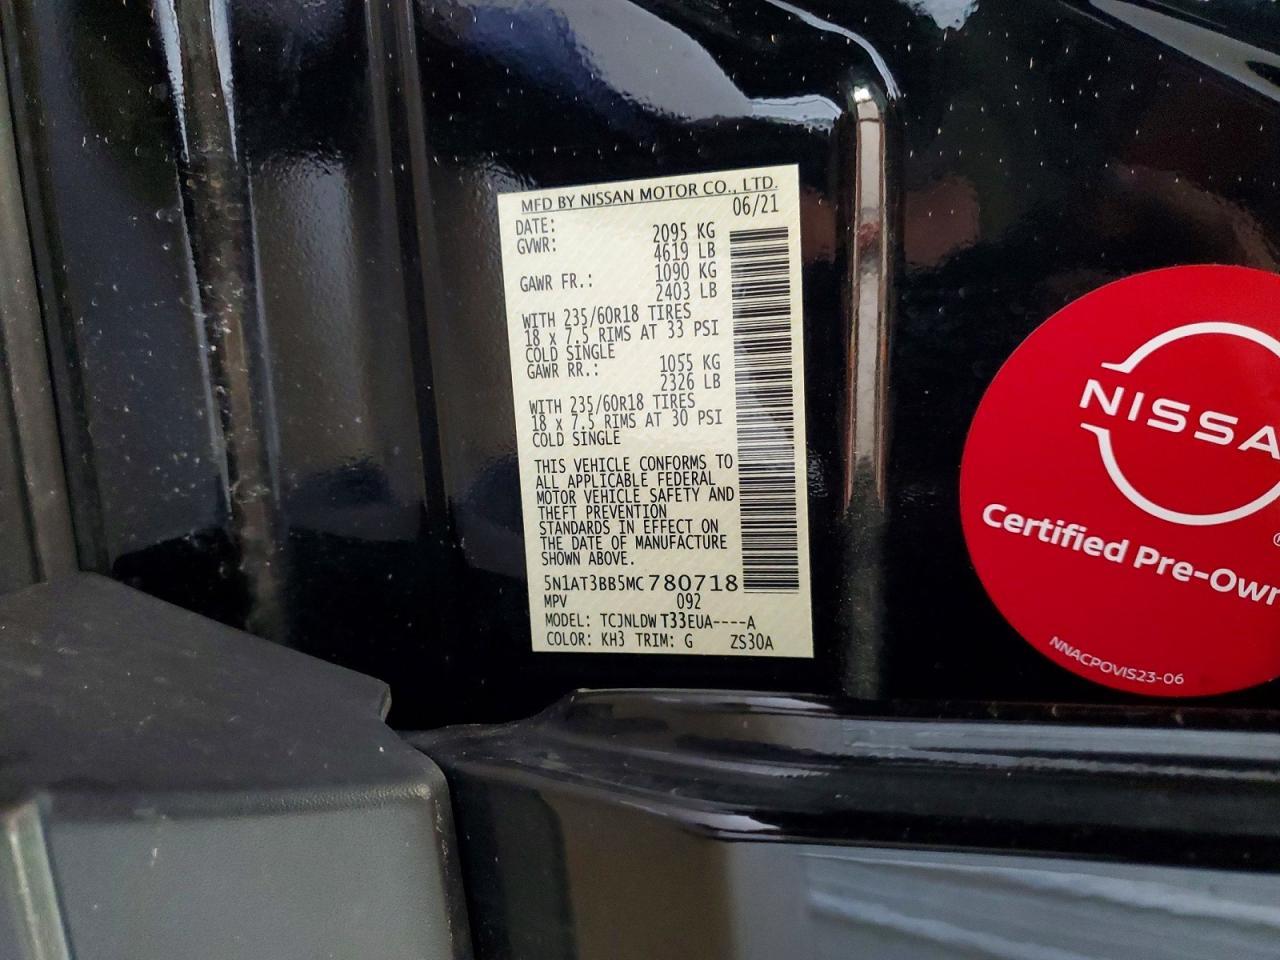 MFD BY NISSAN MOTOR CO., LTD.
DATE: 06/21
GVWR: 2095 KG
4619 LB
GAWR FR.: 1090 KG
2403 LB
WITH 235/60R18 TIRES
18 x 7.5 RIMS AT 33 PSI
COLD SINGLE
GAWR RR.: 1055 KG
2326 LB
WITH 235/60R18 TIRES
18 x 7.5 RIMS AT 30 PSI
COLD SINGLE
THIS VEHICLE CONFORMS TO
ALL APPLICABLE FEDERAL
MOTOR VEHICLE SAFETY AND
THEFT PREVENTION
STANDARDS IN EFFECT ON
THE DATE OF MANUFACTURE
SHOWN ABOVE.
5N1AT3BB5MC780718
MPV 092
MODEL: TCJNLDWT33EUA----A
COLOR: KH3 TRIM: G ZS30A
NISSA
®
Certified Pre-Own
NNACPOVIS23-06